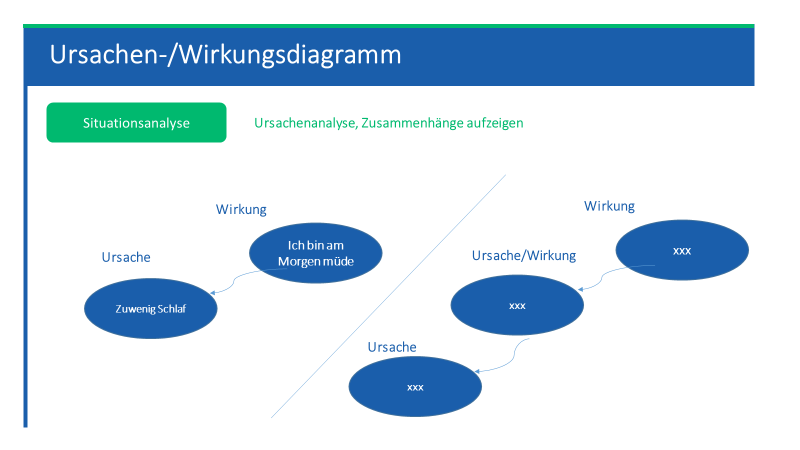 Ursachen-/Wirkungsdiagramm
Situationsanalyse
Ursachenanalyse, Zusammenhänge aufzeigen
Wirkung
Ich bin am
Morgen müde
Ursache
Zuwenig Schlaf
Wirkung
xxx
Ursache/Wirkung
xxx
Ursache
xxx